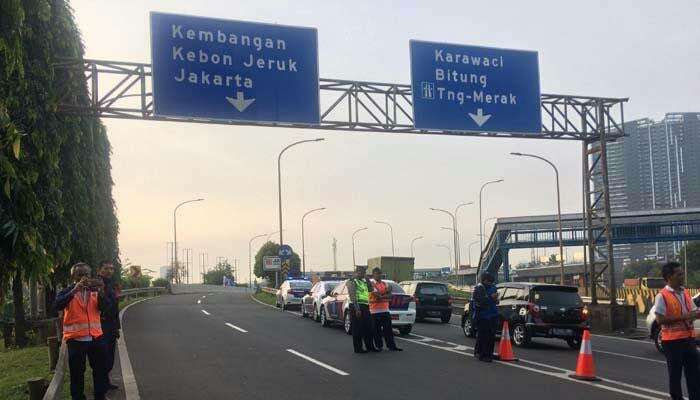 Kembangan
Kebon Jeruk
Jakarta
Karawaci
Bitung
Tng-Merak